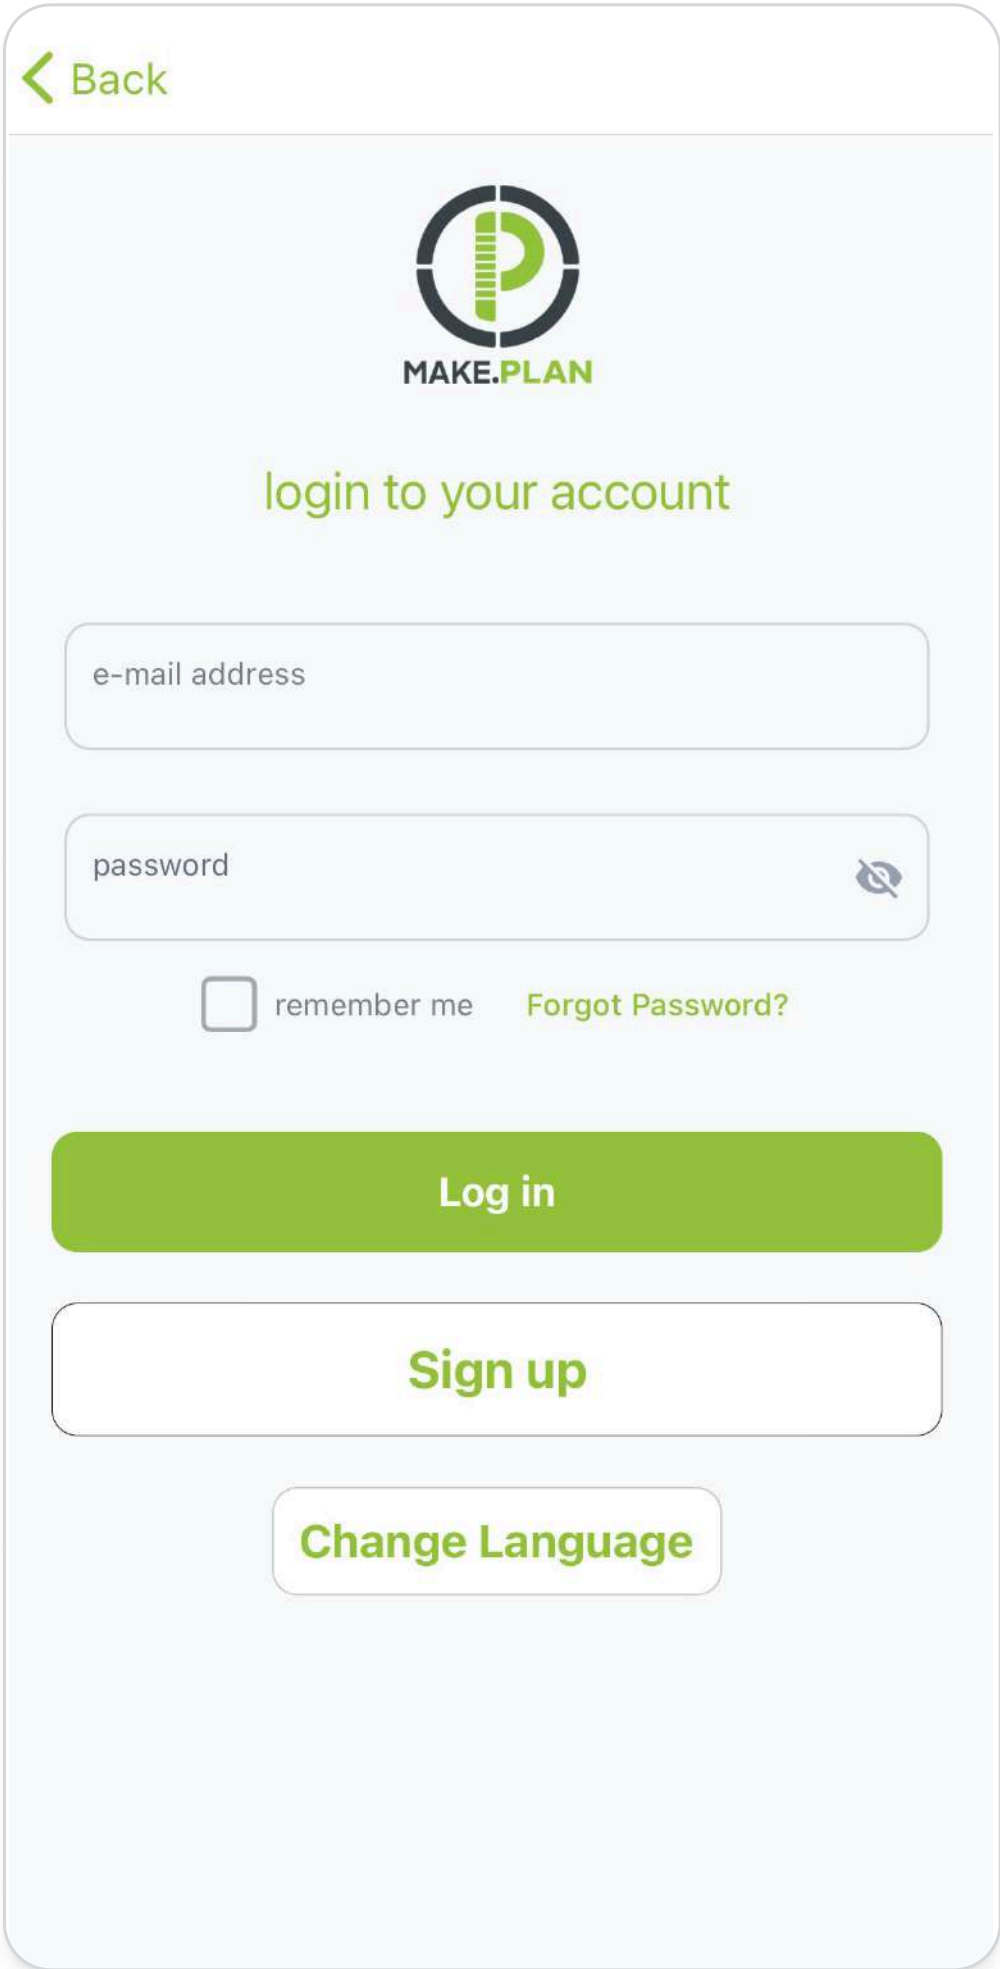 Back
MAKE.PLAN
login to your account
e-mail address
password
remember me Forgot Password?
Log in
Sign up
Change Language